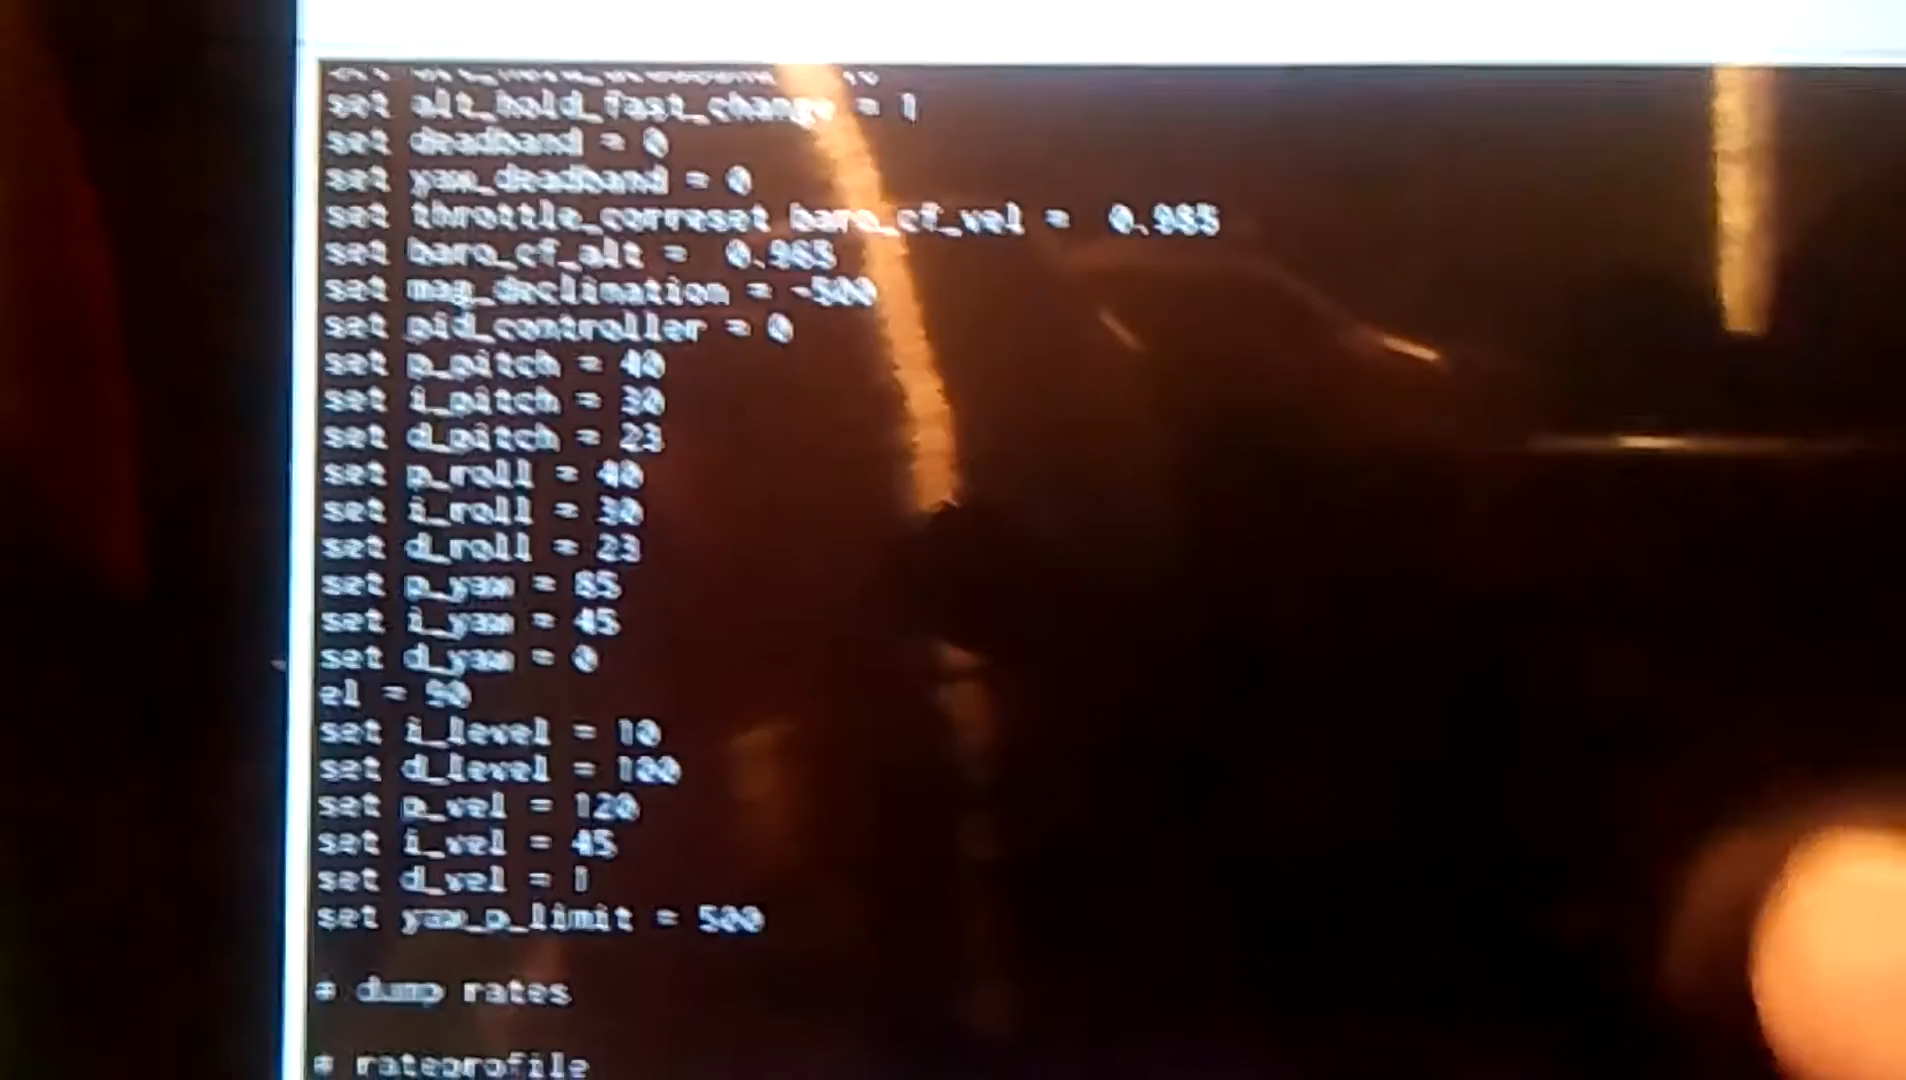 set alt_hold_fast_change = 1
set deadband = 0
set yaw_deadband = 0
set throttle_correset baro_cf_vel = 0.985
set baro_cf_alt = 0.965
set mag_declination = -500
set pid_controller = 0
set p_pitch = 40
set i_pitch = 30
set d_pitch = 23
set p_roll = 40
set i_roll = 30
set d_roll = 23
set p_yaw = 85
set i_yaw = 45
set d_yaw = 0
el = 90
set i_level = 10
set d_level = 100
set p_vel = 120
set i_vel = 45
set d_vel = 1
set yaw_p_limit = 500
# dump rates
# rateprofile